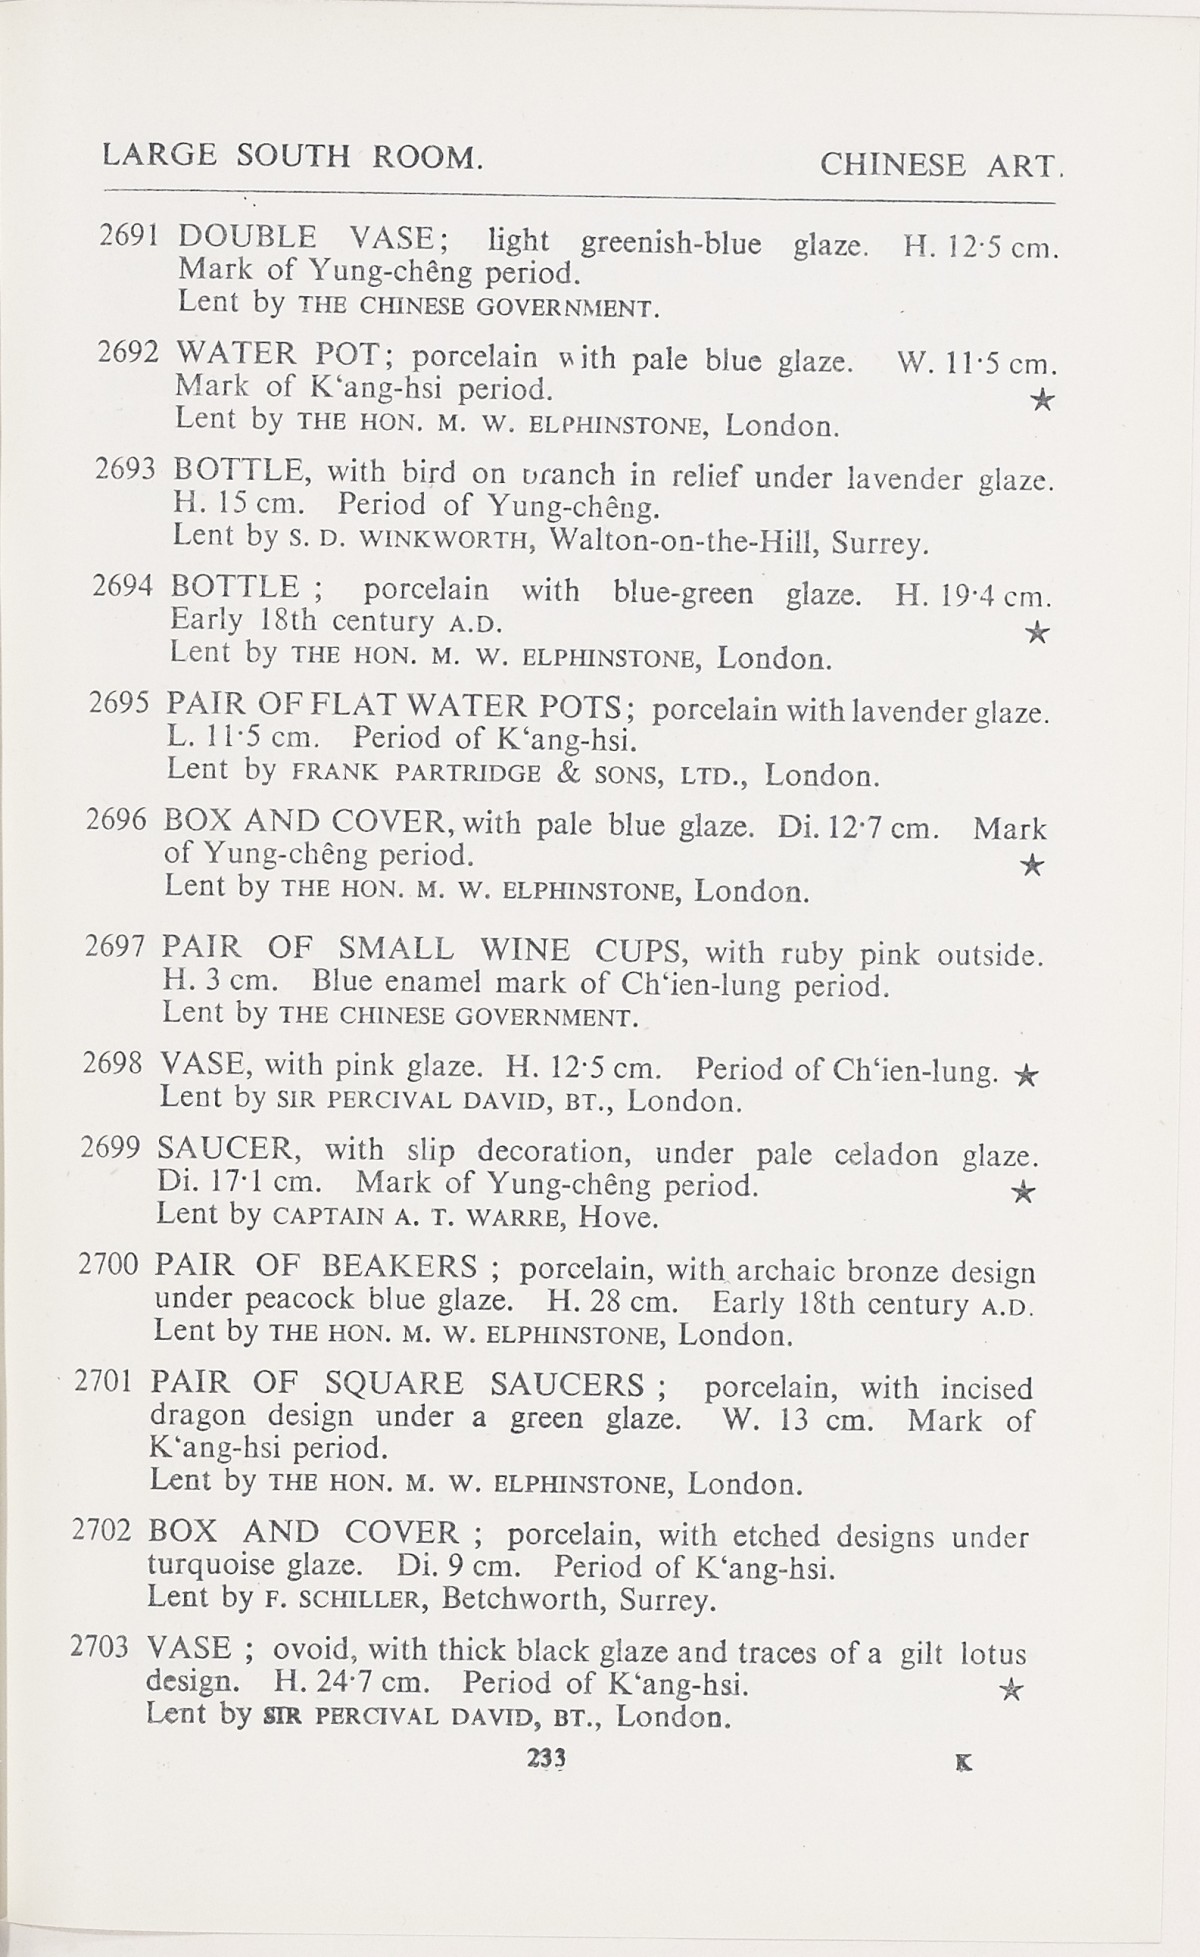 LARGE SOUTH ROOM. CHINESE ART.
2691 DOUBLE VASE; light greenish-blue glaze. H. 12·5 cm.
Mark of Yung-chêng period.
Lent by THE CHINESE GOVERNMENT.
2692 WATER POT; porcelain with pale blue glaze. W. 11·5 cm.
Mark of K‘ang-hsi period. ★
Lent by THE HON. M. W. ELPHINSTONE, London.
2693 BOTTLE, with bird on branch in relief under lavender glaze.
H. 15 cm. Period of Yung-chêng.
Lent by S. D. WINKWORTH, Walton-on-the-Hill, Surrey.
2694 BOTTLE ; porcelain with blue-green glaze. H. 19·4 cm.
Early 18th century A.D. ★
Lent by THE HON. M. W. ELPHINSTONE, London.
2695 PAIR OF FLAT WATER POTS; porcelain with lavender glaze.
L. 11·5 cm. Period of K‘ang-hsi.
Lent by FRANK PARTRIDGE & SONS, LTD., London.
2696 BOX AND COVER, with pale blue glaze. Di. 12·7 cm. Mark
of Yung-chêng period. ★
Lent by THE HON. M. W. ELPHINSTONE, London.
2697 PAIR OF SMALL WINE CUPS, with ruby pink outside.
H. 3 cm. Blue enamel mark of Ch‘ien-lung period.
Lent by THE CHINESE GOVERNMENT.
2698 VASE, with pink glaze. H. 12·5 cm. Period of Ch‘ien-lung. ★
Lent by SIR PERCIVAL DAVID, BT., London.
2699 SAUCER, with slip decoration, under pale celadon glaze.
Di. 17·1 cm. Mark of Yung-chêng period. ★
Lent by CAPTAIN A. T. WARRE, Hove.
2700 PAIR OF BEAKERS ; porcelain, with archaic bronze design
under peacock blue glaze. H. 28 cm. Early 18th century A.D.
Lent by THE HON. M. W. ELPHINSTONE, London.
2701 PAIR OF SQUARE SAUCERS ; porcelain, with incised
dragon design under a green glaze. W. 13 cm. Mark of
K‘ang-hsi period.
Lent by THE HON. M. W. ELPHINSTONE, London.
2702 BOX AND COVER ; porcelain, with etched designs under
turquoise glaze. Di. 9 cm. Period of K‘ang-hsi.
Lent by F. SCHILLER, Betchworth, Surrey.
2703 VASE ; ovoid, with thick black glaze and traces of a gilt lotus
design. H. 24·7 cm. Period of K‘ang-hsi. ★
Lent by SIR PERCIVAL DAVID, BT., London.
233 K